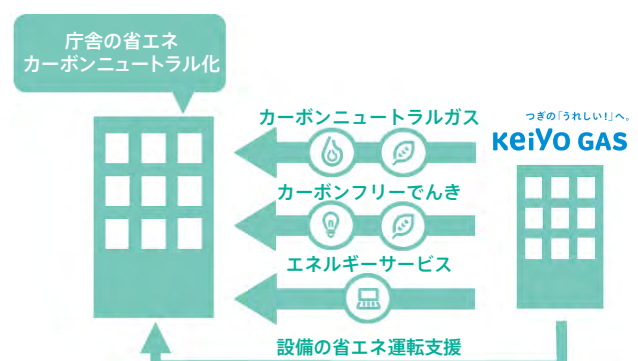 庁舎の省エネ
カーボンニュートラル化
カーボンニュートラルガス
つぎの「うれしい！」へ。
KeiYO GAS
カーボンフリーでんき
エネルギーサービス
設備の省エネ運転支援